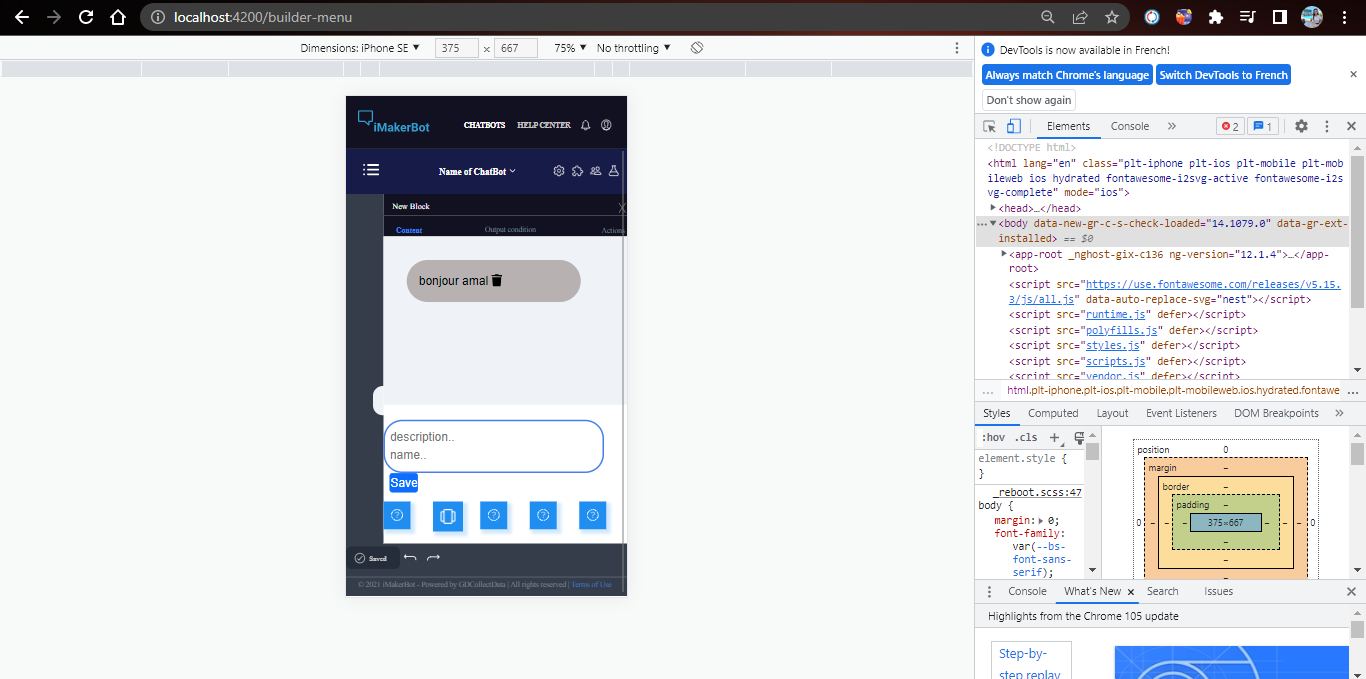 localhost:4200/builder-menu
Dimensions: iPhone SE ▼ 375 × 667 75% ▼ No throttling ▼
iMakerBot CHATBOTS HELP CENTER
Name of ChatBot
New Block X
Content Output condition Actions
bonjour amal
description..
name..
Save
Saved
© 2021 iMakerBot - Powered by GDCollectData | All rights reserved | Terms of Use
DevTools is now available in French!
Always match Chrome's language Switch DevTools to French
Don't show again
Elements Console » 2 1
<!DOCTYPE html>
<html lang="en" class="plt-iphone plt-ios plt-mobile plt-mob
ileweb ios hydrated fontawesome-i2svg-active fontawesome-i2s
vg-complete" mode="ios">
<head>…</head>
<body data-new-gr-c-s-check-loaded="14.1079.0" data-gr-ext-
installed> == $0
<app-root _nghost-gix-c136 ng-version="12.1.4">…</app-
root>
<script src="https://use.fontawesome.com/releases/v5.15.
3/js/all.js" data-auto-replace-svg="nest"></script>
<script src="runtime.js" defer></script>
<script src="polyfills.js" defer></script>
<script src="styles.js" defer></script>
<script src="scripts.js" defer></script>
<script src="vendor.js" defer></script>
... html.plt-iphone.plt-ios.plt-mobile.plt-mobileweb.ios.hydrated.fontawe ...
Styles Computed Layout Event Listeners DOM Breakpoints »
:hov .cls +
element.style {
}
_reboot.scss:47
body {
margin: 0;
font-family:
var(--bs-
font-sans-
serif);
position 0
margin –
border –
padding –
0 – – – 375×667 – – – 0
–
–
–
Console What's New × Search Issues
Highlights from the Chrome 105 update
Step-by-
step replay